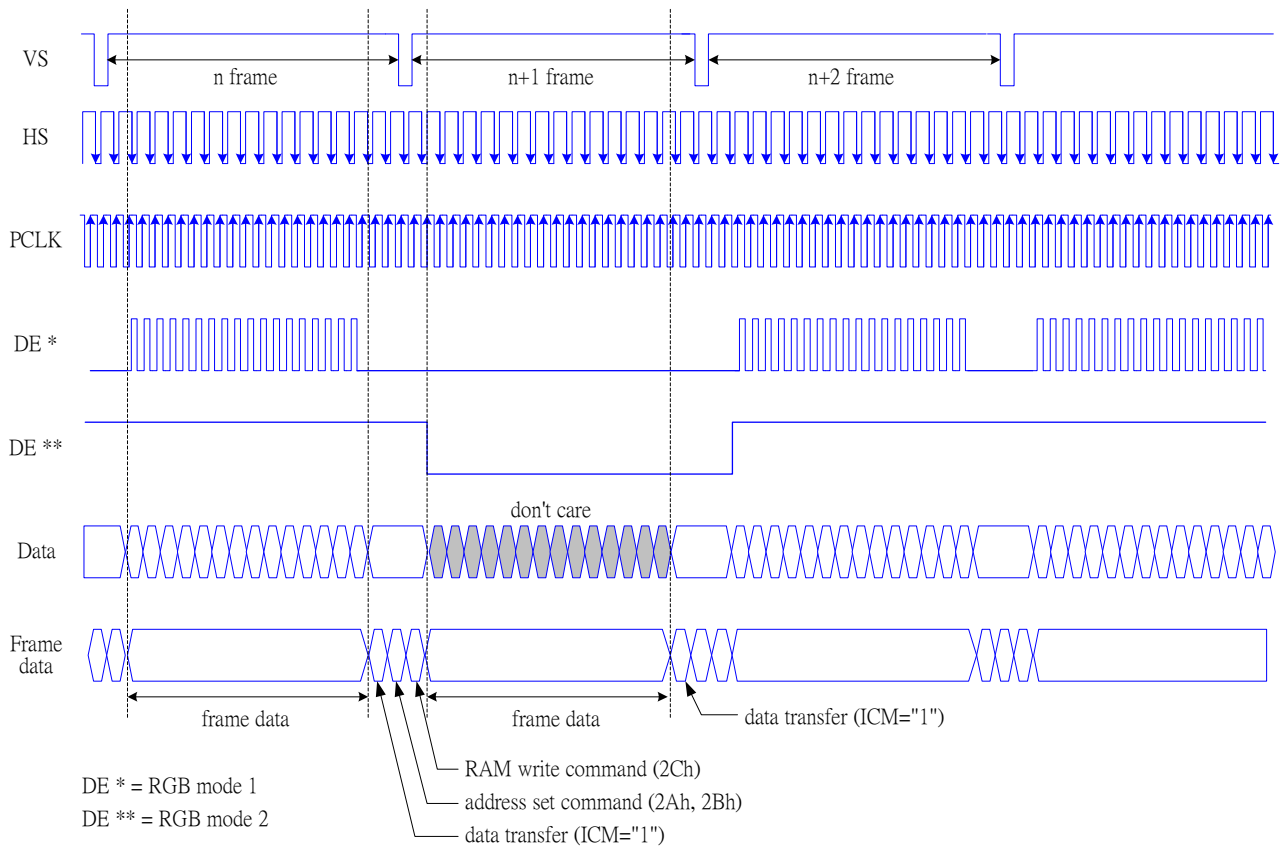 VS
n frame
n+1 frame
n+2 frame
HS
PCLK
DE *
DE **
don't care
Data
Frame
data
frame data
frame data
data transfer (ICM="1")
RAM write command (2Ch)
address set command (2Ah, 2Bh)
data transfer (ICM="1")
DE * = RGB mode 1
DE ** = RGB mode 2